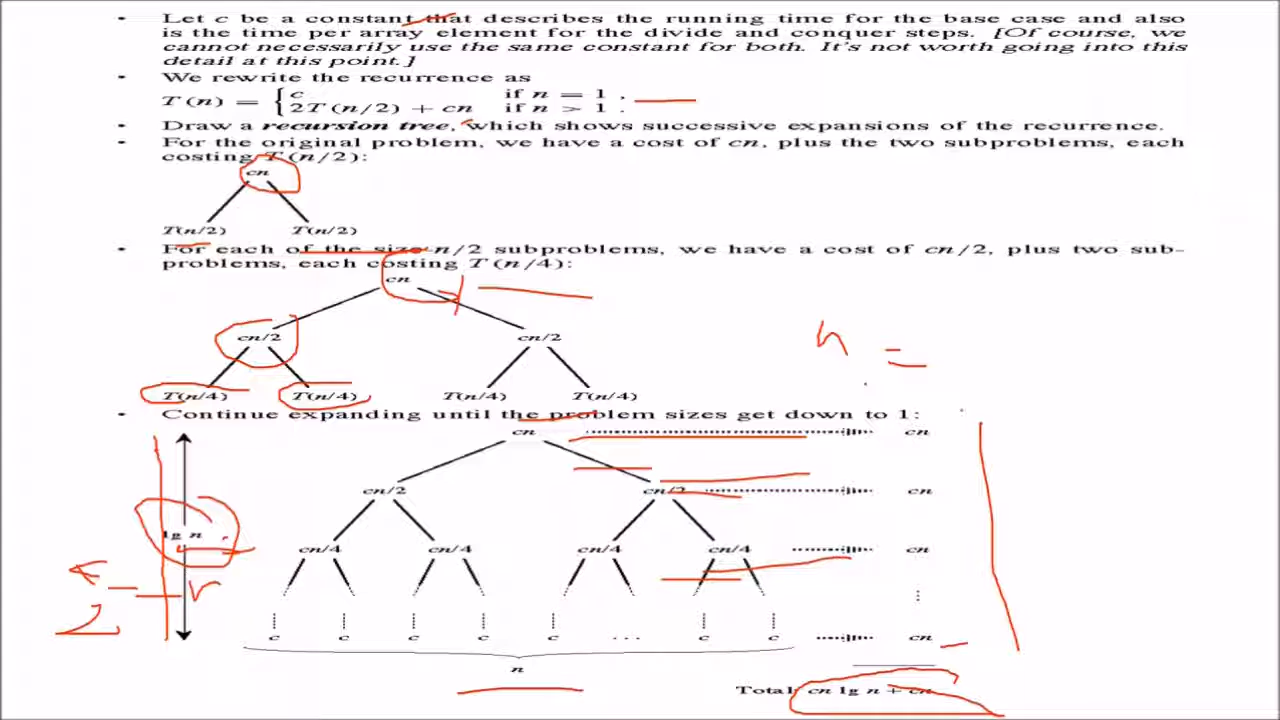 • Let c be a constant that describes the running time for the base case and also
is the time per array element for the divide and conquer steps. [Of course, we
cannot necessarily use the same constant for both. It's not worth going into this
detail at this point.]
• We rewrite the recurrence as
T(n) = { c if n = 1 ,
2T(n/2) + cn if n > 1 .
• Draw a recursion tree, which shows successive expansions of the recurrence.
• For the original problem, we have a cost of cn, plus the two subproblems, each
costing T(n/2):
cn
T(n/2) T(n/2)
• For each of the size-n/2 subproblems, we have a cost of cn/2, plus two sub-
problems, each costing T(n/4):
cn
cn/2 cn/2
T(n/4) T(n/4) T(n/4) T(n/4)
n =
• Continue expanding until the problem sizes get down to 1:
cn cn
cn/2 cn/2 cn
lg n
cn/4 cn/4 cn/4 cn/4 cn
2
c c c c c ... c c cn
n
Total: cn lg n + cn